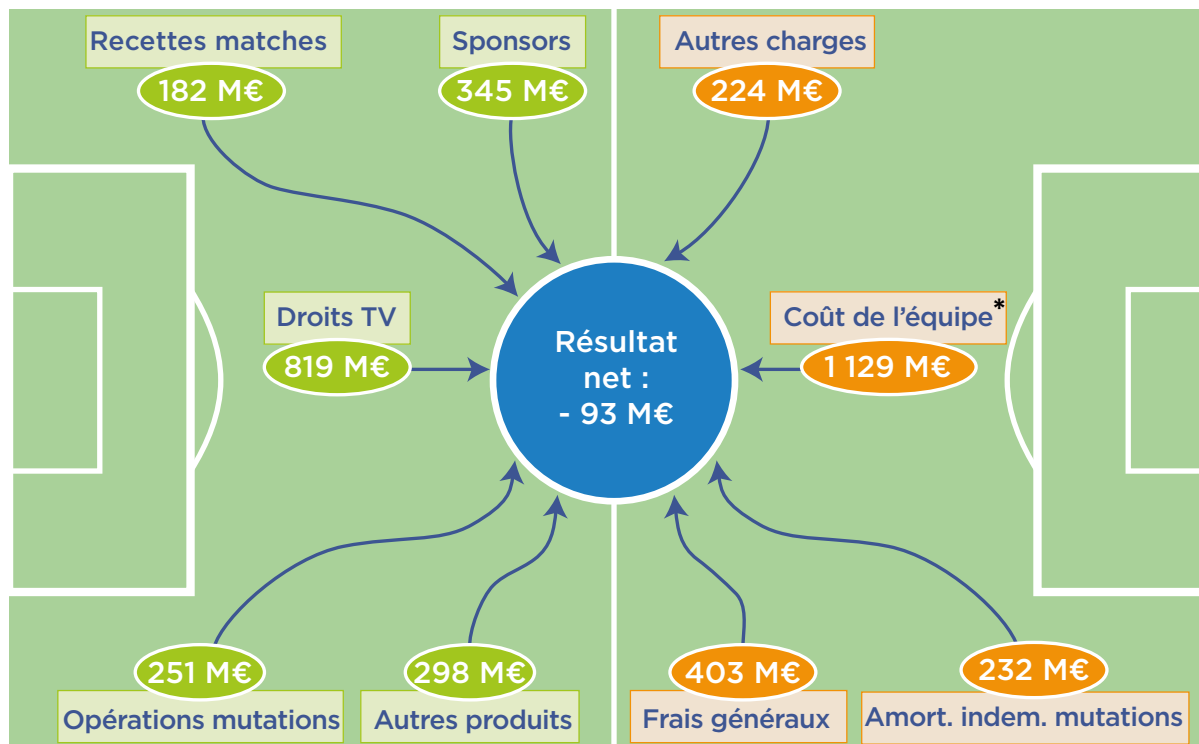 Recettes matches
182 M€
Sponsors
345 M€
Autres charges
224 M€
Droits TV
819 M€
Résultat
net :
- 93 M€
Coût de l'équipe*
1 129 M€
251 M€
Opérations mutations
298 M€
Autres produits
403 M€
Frais généraux
232 M€
Amort. indem. mutations